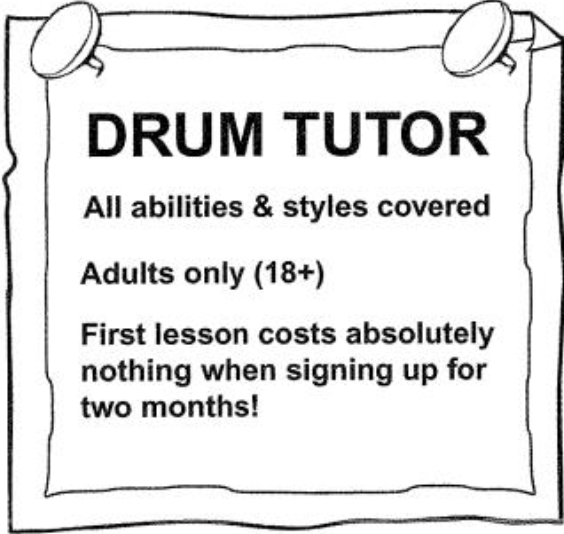 DRUM TUTOR
All abilities & styles covered
Adults only (18+)
First lesson costs absolutely
nothing when signing up for
two months!